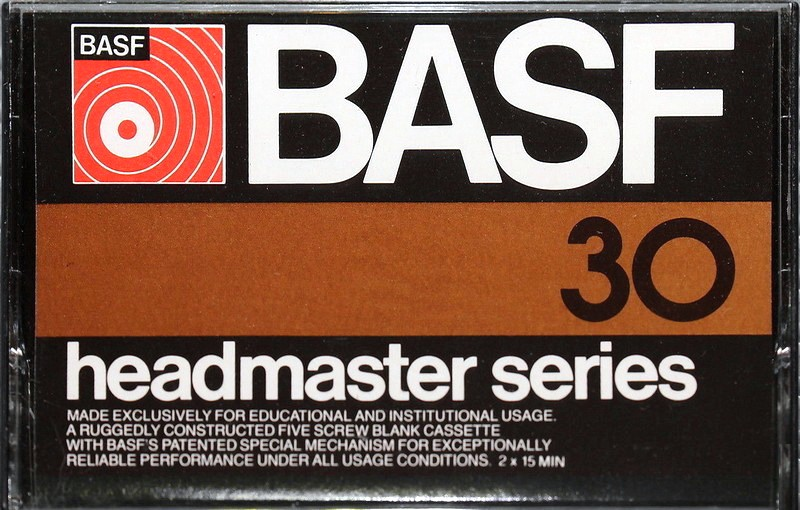 BASF
BASF
30
headmaster series
MADE EXCLUSIVELY FOR EDUCATIONAL AND INSTITUTIONAL USAGE.
A RUGGEDLY CONSTRUCTED FIVE SCREW BLANK CASSETTE
WITH BASF'S PATENTED SPECIAL MECHANISM FOR EXCEPTIONALLY
RELIABLE PERFORMANCE UNDER ALL USAGE CONDITIONS. 2 x 15 MIN